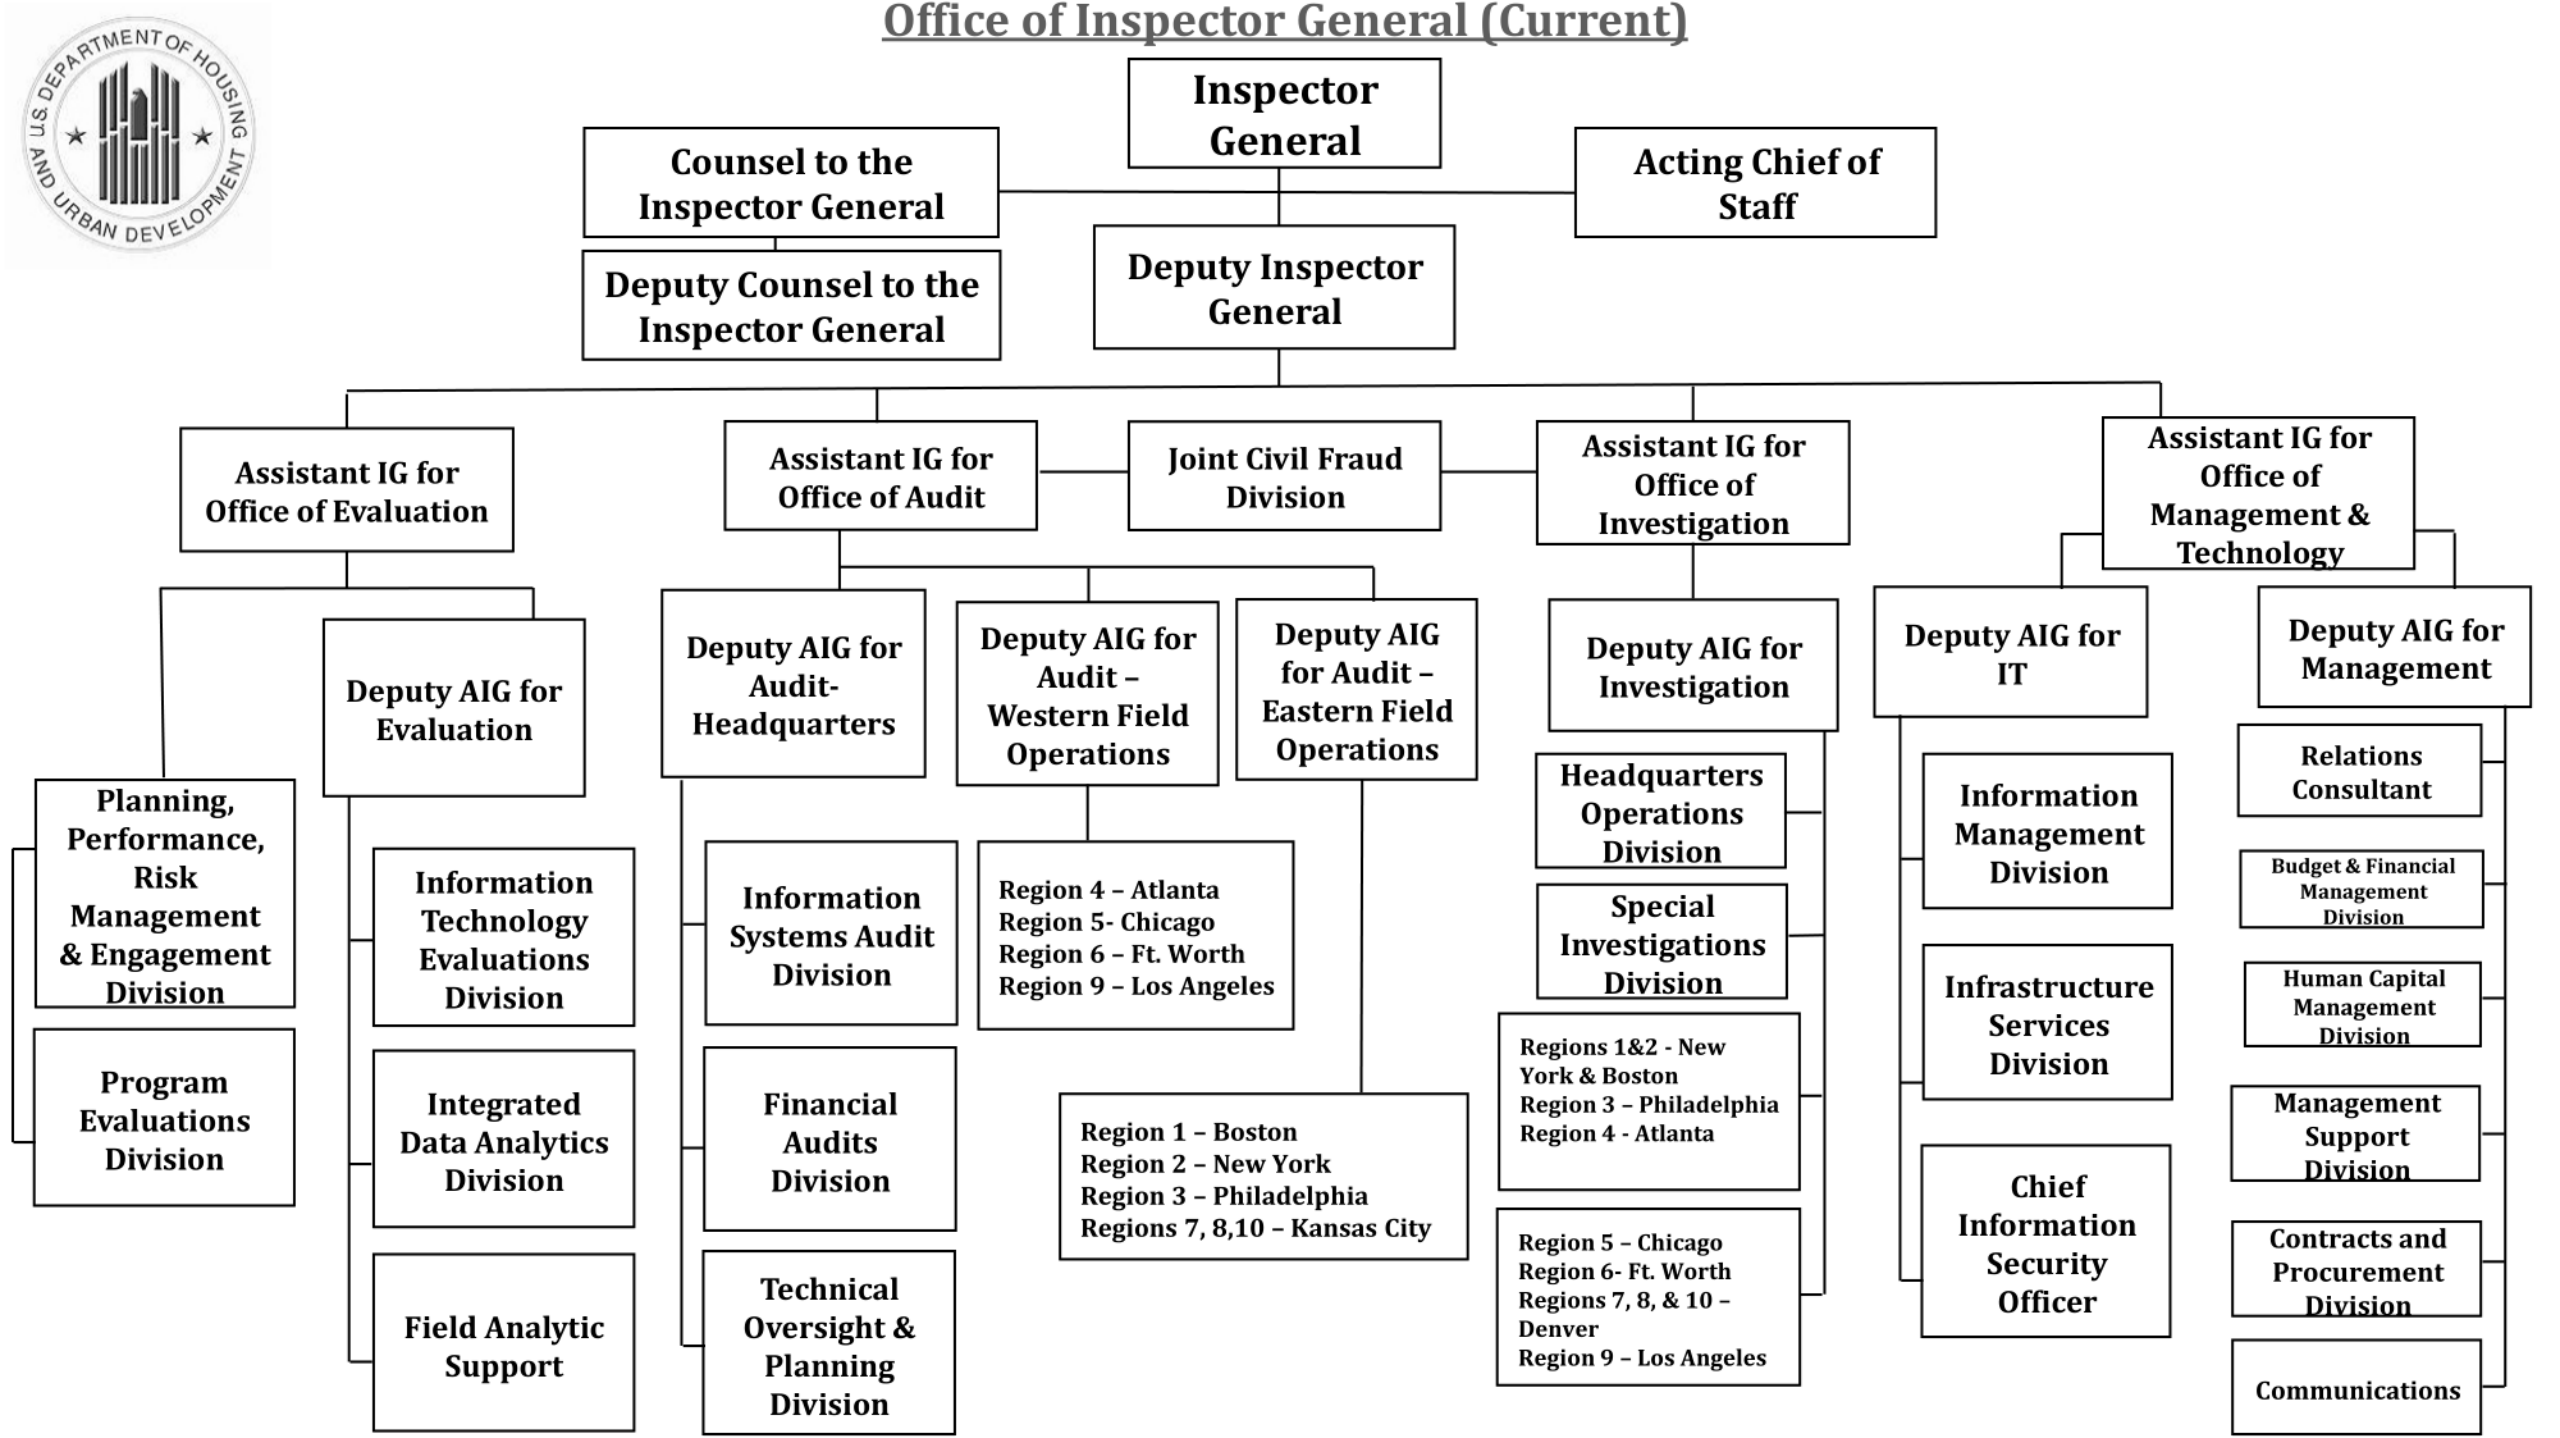 Office of Inspector General (Current)
U.S. DEPARTMENT OF HOUSING
AND URBAN DEVELOPMENT
Inspector
General
Counsel to the
Inspector General
Acting Chief of
Staff
Deputy Counsel to the
Inspector General
Deputy Inspector
General
Assistant IG for
Office of Evaluation
Assistant IG for
Office of Audit
Joint Civil Fraud
Division
Assistant IG for
Office of
Investigation
Assistant IG for
Office of
Management &
Technology
Deputy AIG for
Evaluation
Deputy AIG for
Audit-
Headquarters
Deputy AIG for
Audit –
Western Field
Operations
Deputy AIG
for Audit –
Eastern Field
Operations
Deputy AIG for
Investigation
Deputy AIG for
IT
Deputy AIG for
Management
Planning,
Performance,
Risk
Management
& Engagement
Division
Program
Evaluations
Division
Information
Technology
Evaluations
Division
Integrated
Data Analytics
Division
Field Analytic
Support
Information
Systems Audit
Division
Financial
Audits
Division
Technical
Oversight &
Planning
Division
Region 4 – Atlanta
Region 5- Chicago
Region 6 – Ft. Worth
Region 9 – Los Angeles
Region 1 – Boston
Region 2 – New York
Region 3 – Philadelphia
Regions 7, 8,10 – Kansas City
Headquarters
Operations
Division
Special
Investigations
Division
Regions 1&2 - New
York & Boston
Region 3 – Philadelphia
Region 4 - Atlanta
Region 5 – Chicago
Region 6- Ft. Worth
Regions 7, 8, & 10 –
Denver
Region 9 – Los Angeles
Information
Management
Division
Infrastructure
Services
Division
Chief
Information
Security
Officer
Relations
Consultant
Budget & Financial
Management
Division
Human Capital
Management
Division
Management
Support
Division
Contracts and
Procurement
Division
Communications